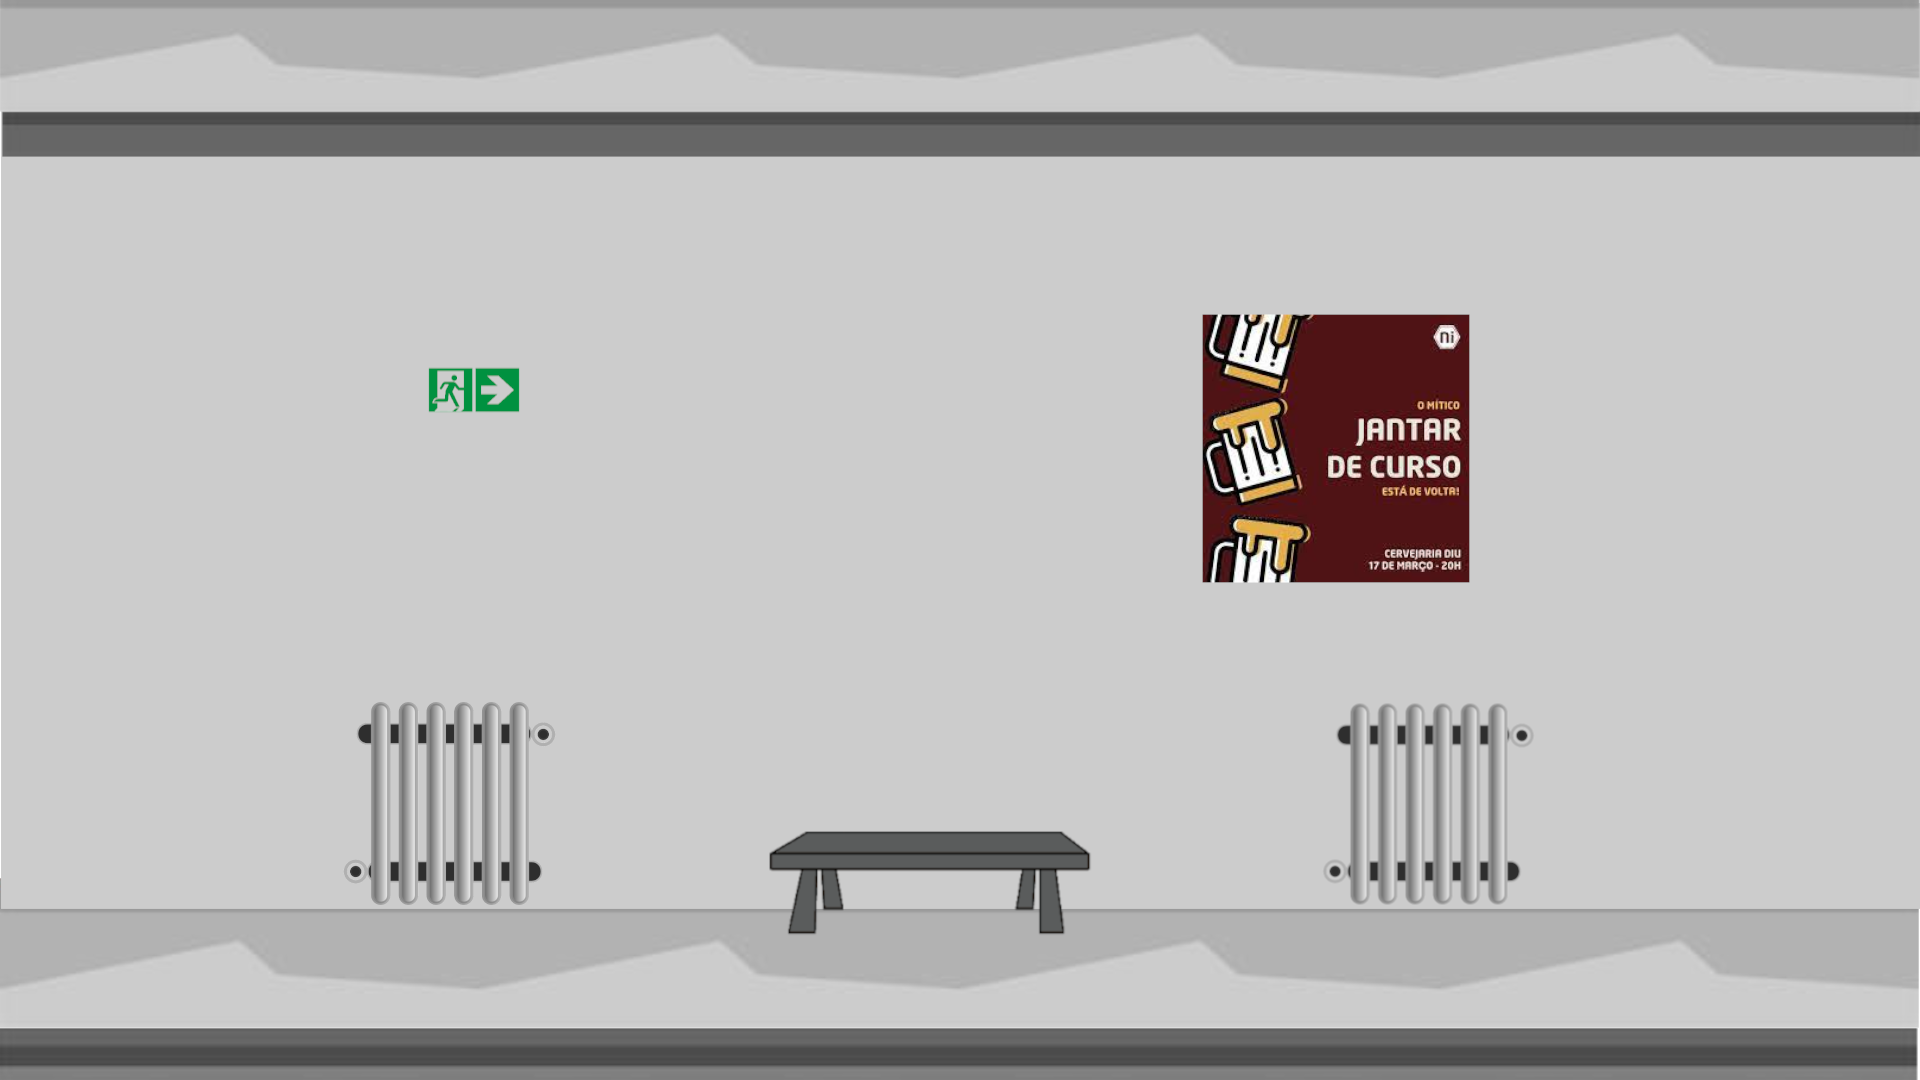 ni
O MÍTICO
JANTAR
DE CURSO
ESTÁ DE VOLTA!
CERVEJARIA DIU
17 DE MARÇO - 20H